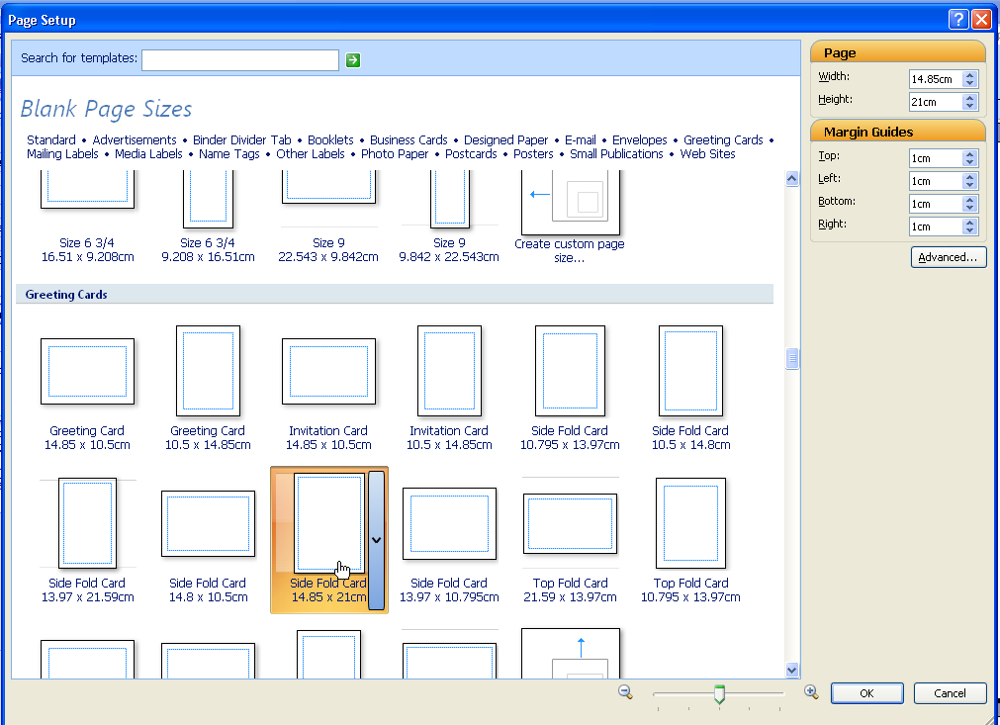 Page Setup
Search for templates:
Blank Page Sizes
Standard • Advertisements • Binder Divider Tab • Booklets • Business Cards • Designed Paper • E-mail • Envelopes • Greeting Cards •
Mailing Labels • Media Labels • Name Tags • Other Labels • Photo Paper • Postcards • Posters • Small Publications • Web Sites
Size 6 3/4
16.51 x 9.208cm
Size 6 3/4
9.208 x 16.51cm
Size 9
22.543 x 9.842cm
Size 9
9.842 x 22.543cm
Create custom page
size...
Greeting Cards
Greeting Card
14.85 x 10.5cm
Greeting Card
10.5 x 14.85cm
Invitation Card
14.85 x 10.5cm
Invitation Card
10.5 x 14.85cm
Side Fold Card
10.795 x 13.97cm
Side Fold Card
10.5 x 14.8cm
Side Fold Card
13.97 x 21.59cm
Side Fold Card
14.8 x 10.5cm
Side Fold Card
14.85 x 21cm
Side Fold Card
13.97 x 10.795cm
Top Fold Card
21.59 x 13.97cm
Top Fold Card
10.795 x 13.97cm
Page
Width: 14.85cm
Height: 21cm
Margin Guides
Top: 1cm
Left: 1cm
Bottom: 1cm
Right: 1cm
Advanced...
OK
Cancel